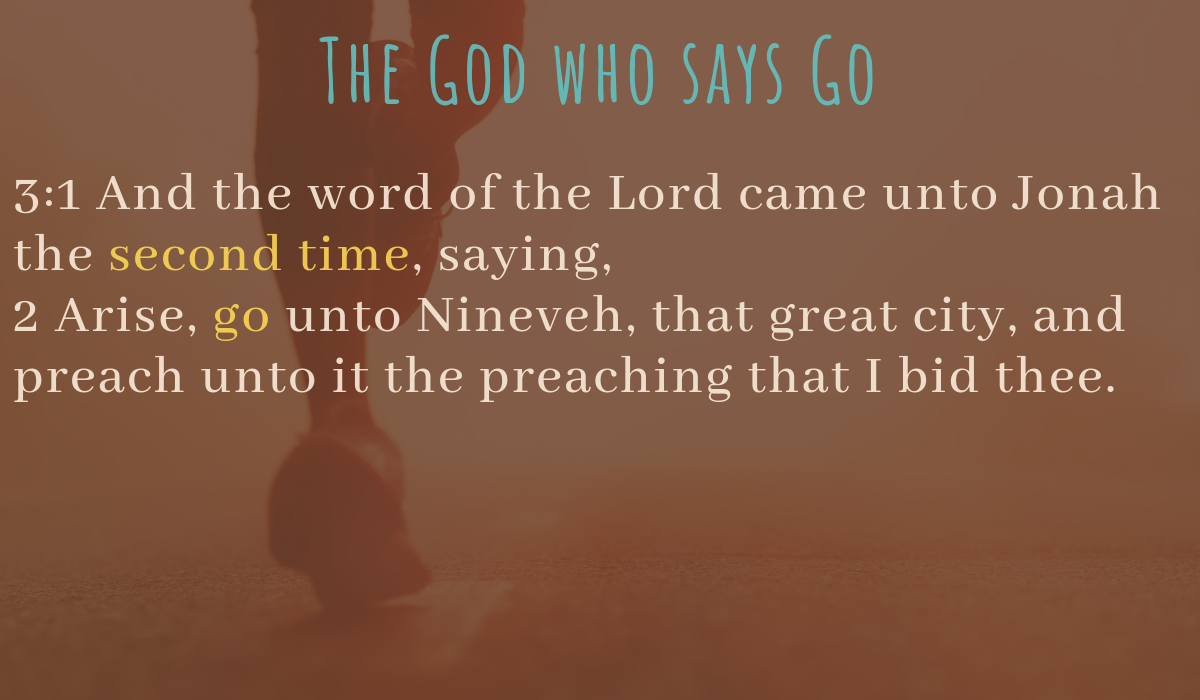 The God who says Go
3:1 And the word of the Lord came unto Jonah
the second time, saying,
2 Arise, go unto Nineveh, that great city, and
preach unto it the preaching that I bid thee.